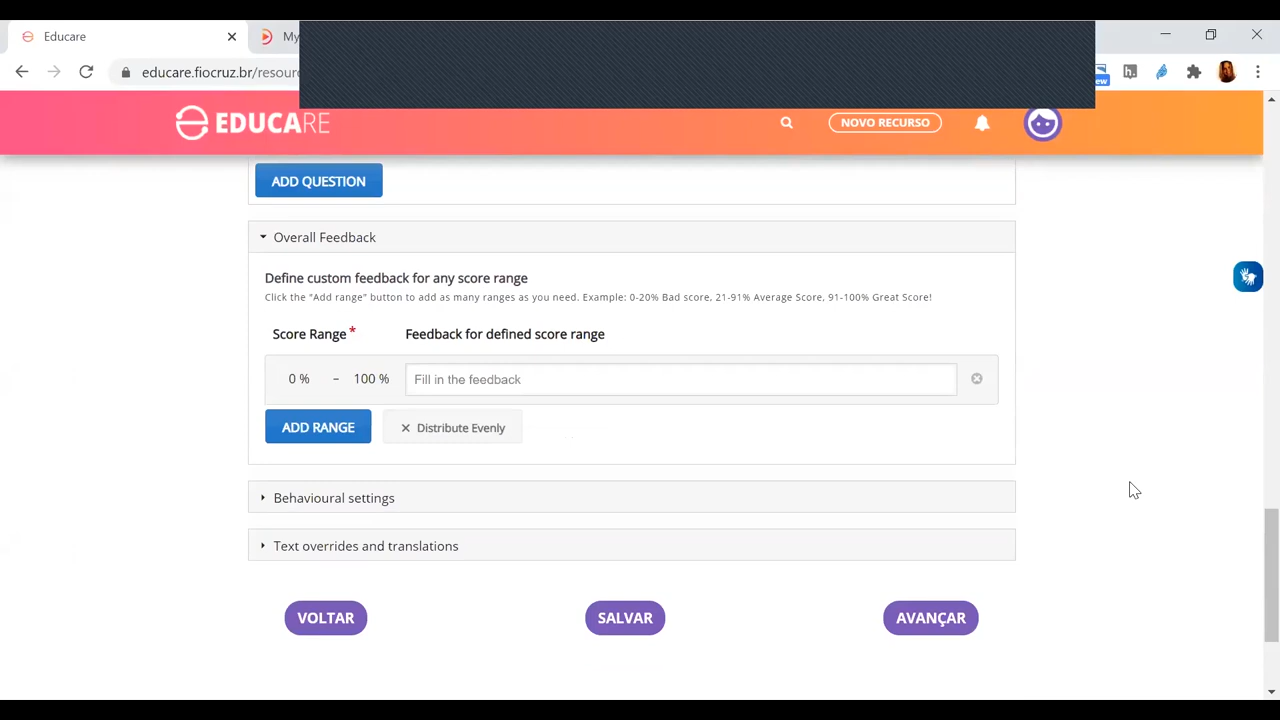 Educare
My
educare.fiocruz.br/resour
ew
EDUCARE
NOVO RECURSO
ADD QUESTION
Overall Feedback
Define custom feedback for any score range
Click the "Add range" button to add as many ranges as you need. Example: 0-20% Bad score, 21-91% Average Score, 91-100% Great Score!
Score Range * Feedback for defined score range
0 % – 100 % Fill in the feedback
ADD RANGE Distribute Evenly
Behavioural settings
Text overrides and translations
VOLTAR SALVAR AVANÇAR